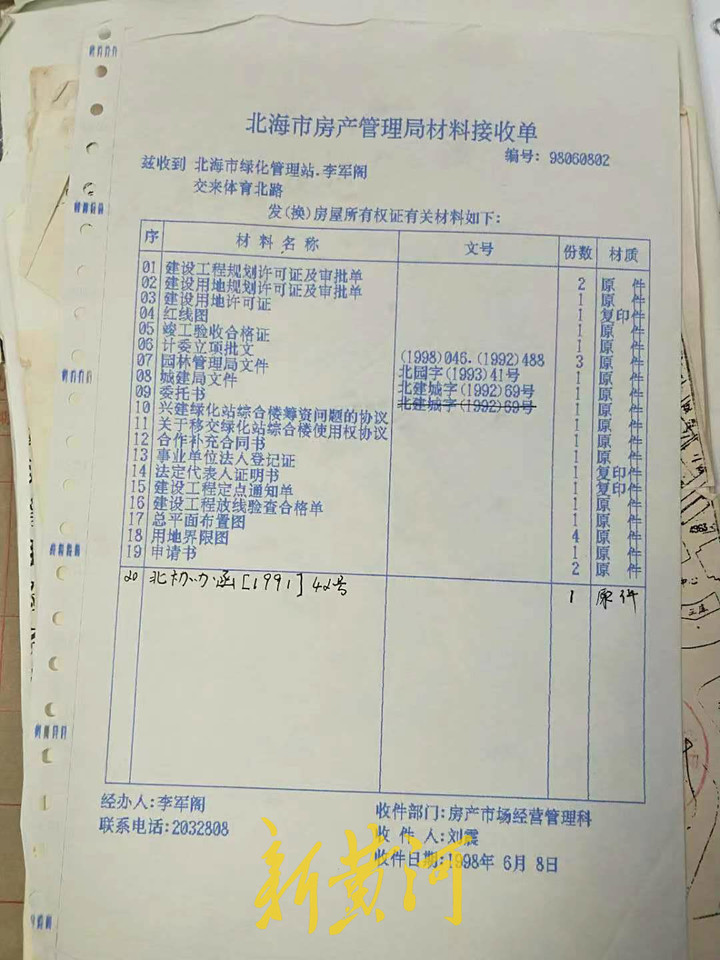 北海市房产管理局材料接收单
编号: 98060802
兹收到 北海市绿化管理站.李军阁
交来体育北路
发(换)房屋所有权证有关材料如下:
序 材料名称 文号 份数 材质
01 建设工程规划许可证及审批单 2 原件
02 建设用地规划许可证及审批单 1 原件
03 建设用地许可证 1 复印件
04 红线图 1 原件
05 竣工验收合格证 1 原件
06 计委立项批文 (1998)046.(1992)488 3 原件
07 园林管理局文件 北园字(1993)41号 1 原件
08 城建局文件 北建城字(1992)69号 1 原件
09 委托书 北建城字(1992)69号 1 原件
10 兴建绿化站综合楼筹资问题的协议 1 原件
11 关于移交绿化站综合楼使用权协议 1 原件
12 合作补充合同书 1 原件
13 事业单位法人登记证 1 复印件
14 法定代表人证明书 1 复印件
15 建设工程定点通知单 1 原件
16 建设工程放线验查合格单 1 原件
17 总平面布置图 4 原件
18 用地界限图 1 原件
19 申请书 2 原件
20 北办函[1991]42号 1 原件
经办人:李军阁
联系电话:2032808
收件部门:房产市场经营管理科
收 件 人:刘震
收件日期:1998年 6月 8日
新黄河